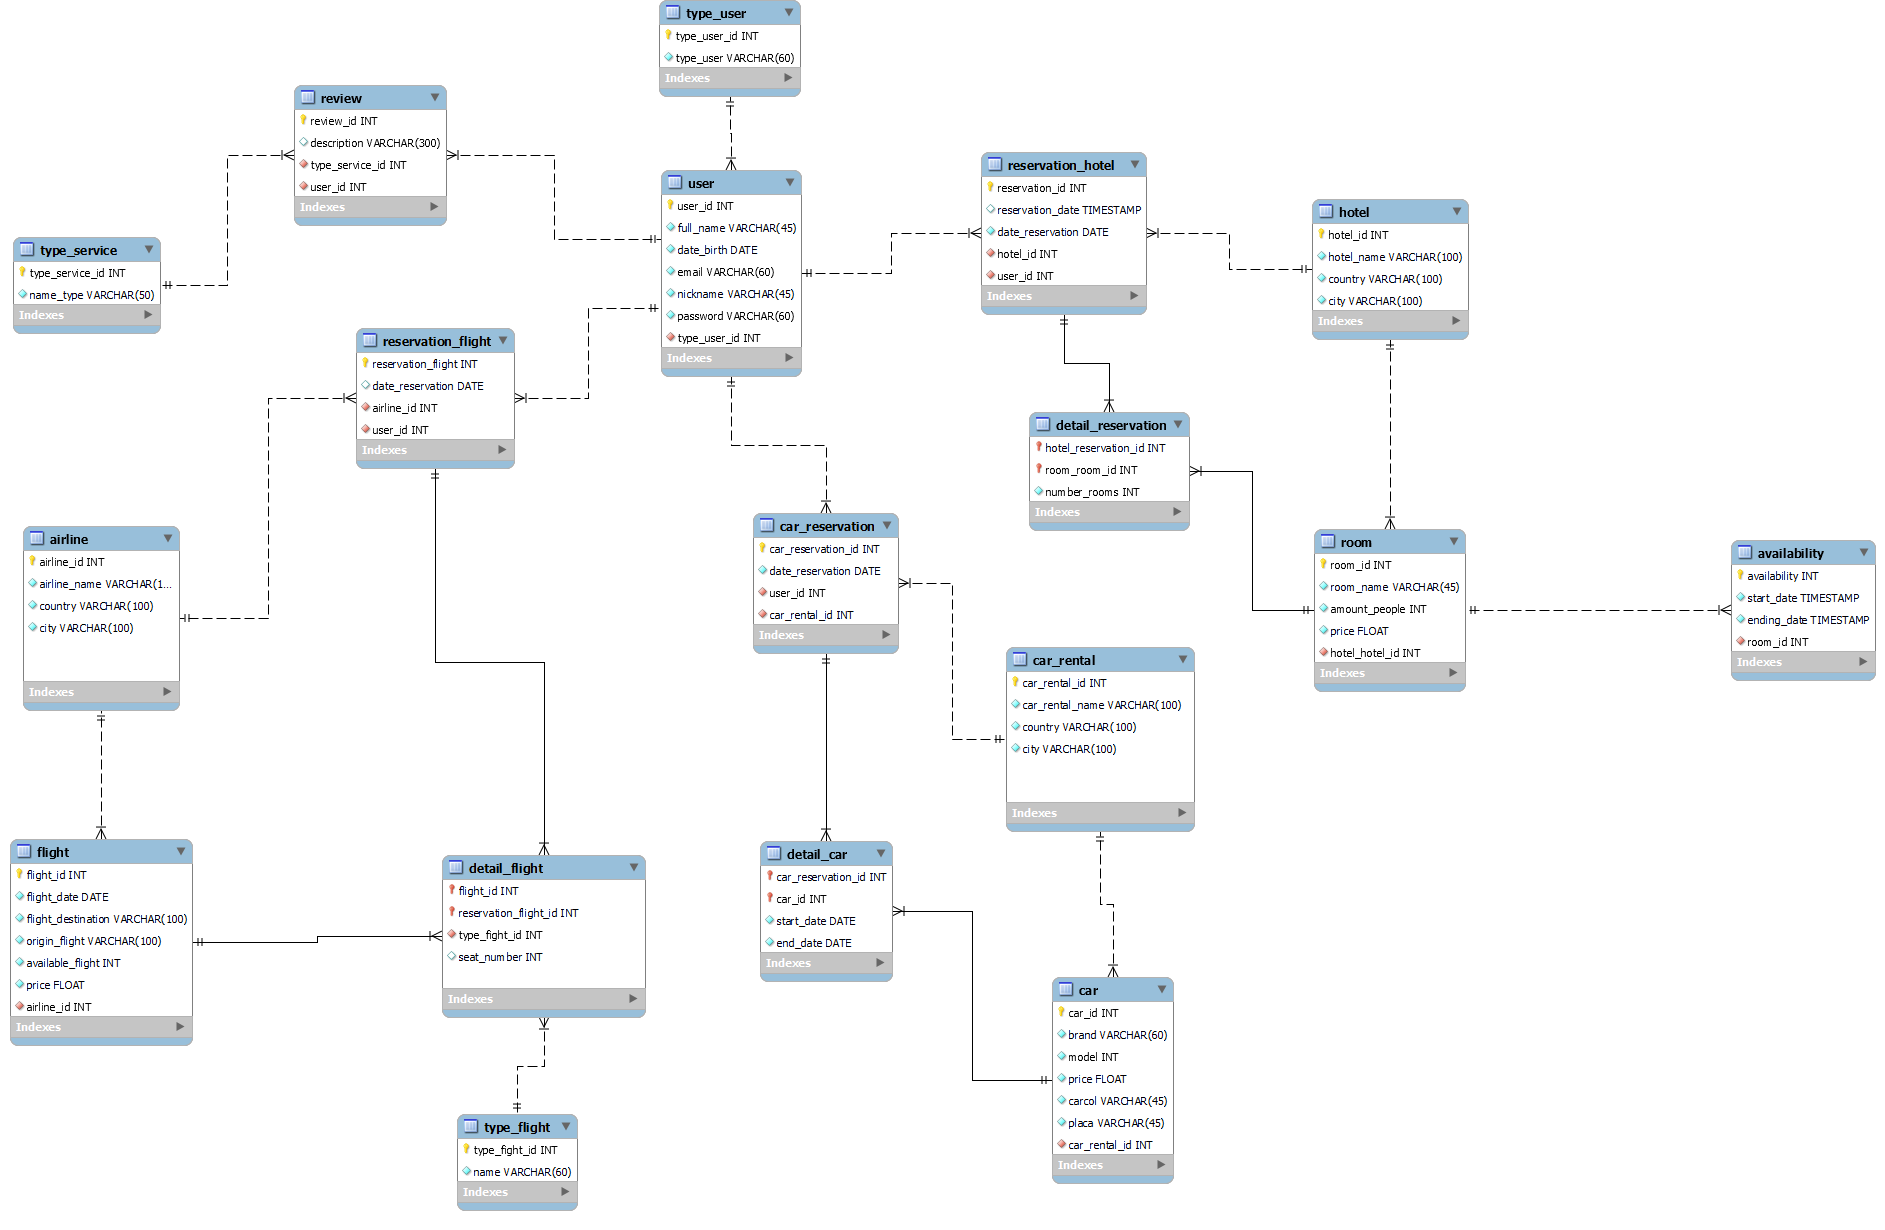 type_user
type_user_id INT
type_user VARCHAR(60)
Indexes
review
review_id INT
description VARCHAR(300)
type_service_id INT
user_id INT
Indexes
type_service
type_service_id INT
name_type VARCHAR(50)
Indexes
user
user_id INT
full_name VARCHAR(45)
date_birth DATE
email VARCHAR(60)
nickname VARCHAR(45)
password VARCHAR(60)
type_user_id INT
Indexes
reservation_hotel
reservation_id INT
reservation_date TIMESTAMP
date_reservation DATE
hotel_id INT
user_id INT
Indexes
hotel
hotel_id INT
hotel_name VARCHAR(100)
country VARCHAR(100)
city VARCHAR(100)
Indexes
reservation_flight
reservation_flight INT
date_reservation DATE
airline_id INT
user_id INT
Indexes
detail_reservation
hotel_reservation_id INT
room_room_id INT
number_rooms INT
Indexes
airline
airline_id INT
airline_name VARCHAR(1...
country VARCHAR(100)
city VARCHAR(100)
Indexes
car_reservation
car_reservation_id INT
date_reservation DATE
user_id INT
car_rental_id INT
Indexes
room
room_id INT
room_name VARCHAR(45)
amount_people INT
price FLOAT
hotel_hotel_id INT
Indexes
availability
availability INT
start_date TIMESTAMP
ending_date TIMESTAMP
room_id INT
Indexes
car_rental
car_rental_id INT
car_rental_name VARCHAR(100)
country VARCHAR(100)
city VARCHAR(100)
Indexes
flight
flight_id INT
flight_date DATE
flight_destination VARCHAR(100)
origin_flight VARCHAR(100)
available_flight INT
price FLOAT
airline_id INT
Indexes
detail_flight
flight_id INT
reservation_flight_id INT
type_fight_id INT
seat_number INT
Indexes
detail_car
car_reservation_id INT
car_id INT
start_date DATE
end_date DATE
Indexes
car
car_id INT
brand VARCHAR(60)
model INT
price FLOAT
carcol VARCHAR(45)
placa VARCHAR(45)
car_rental_id INT
Indexes
type_flight
type_fight_id INT
name VARCHAR(60)
Indexes